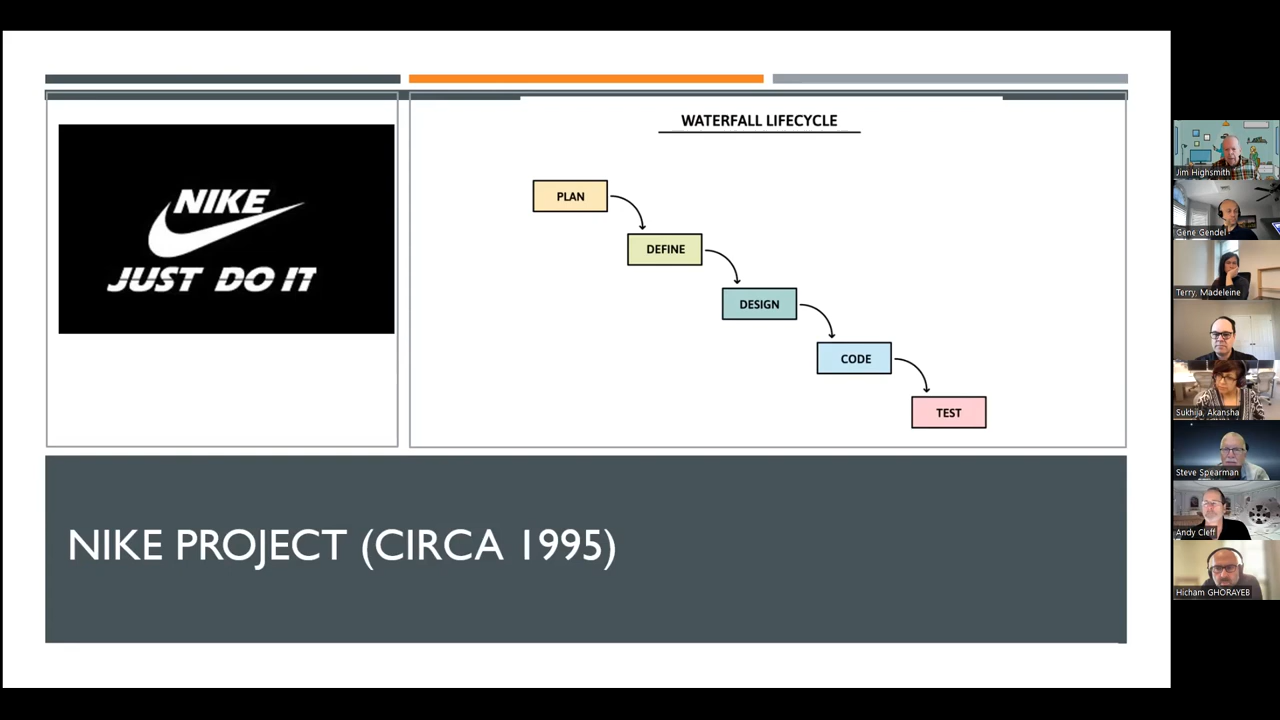 NIKE
JUST DO IT
WATERFALL LIFECYCLE
PLAN
DEFINE
DESIGN
CODE
TEST
NIKE PROJECT (CIRCA 1995)
Jim Highsmith
Gene Gendel
Terry, Madeleine
Sukhija, Akansha
Steve Spearman
Andy Cleff
Hicham GHORAYEB